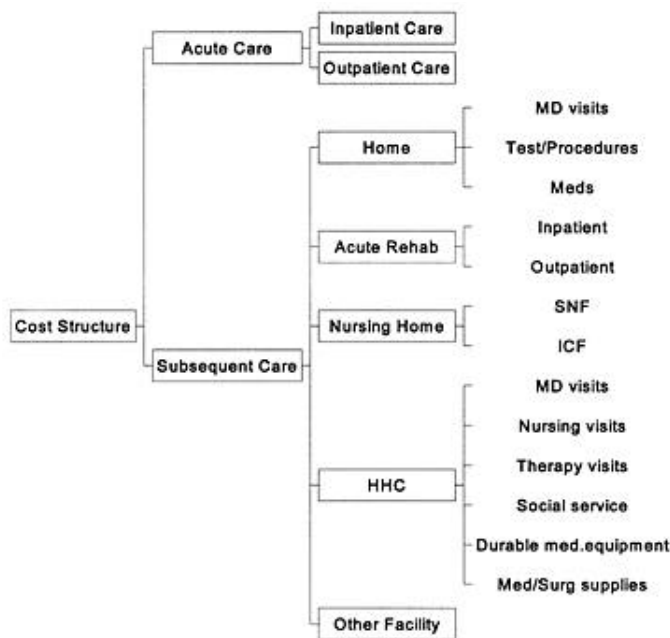 Inpatient Care
Acute Care
Outpatient Care
MD visits
Home
Test/Procedures
Meds
Inpatient
Acute Rehab
Outpatient
SNF
Cost Structure
Nursing Home
ICF
Subsequent Care
MD visits
Nursing visits
Therapy visits
HHC
Social service
Durable med.equipment
Med/Surg supplies
Other Facility